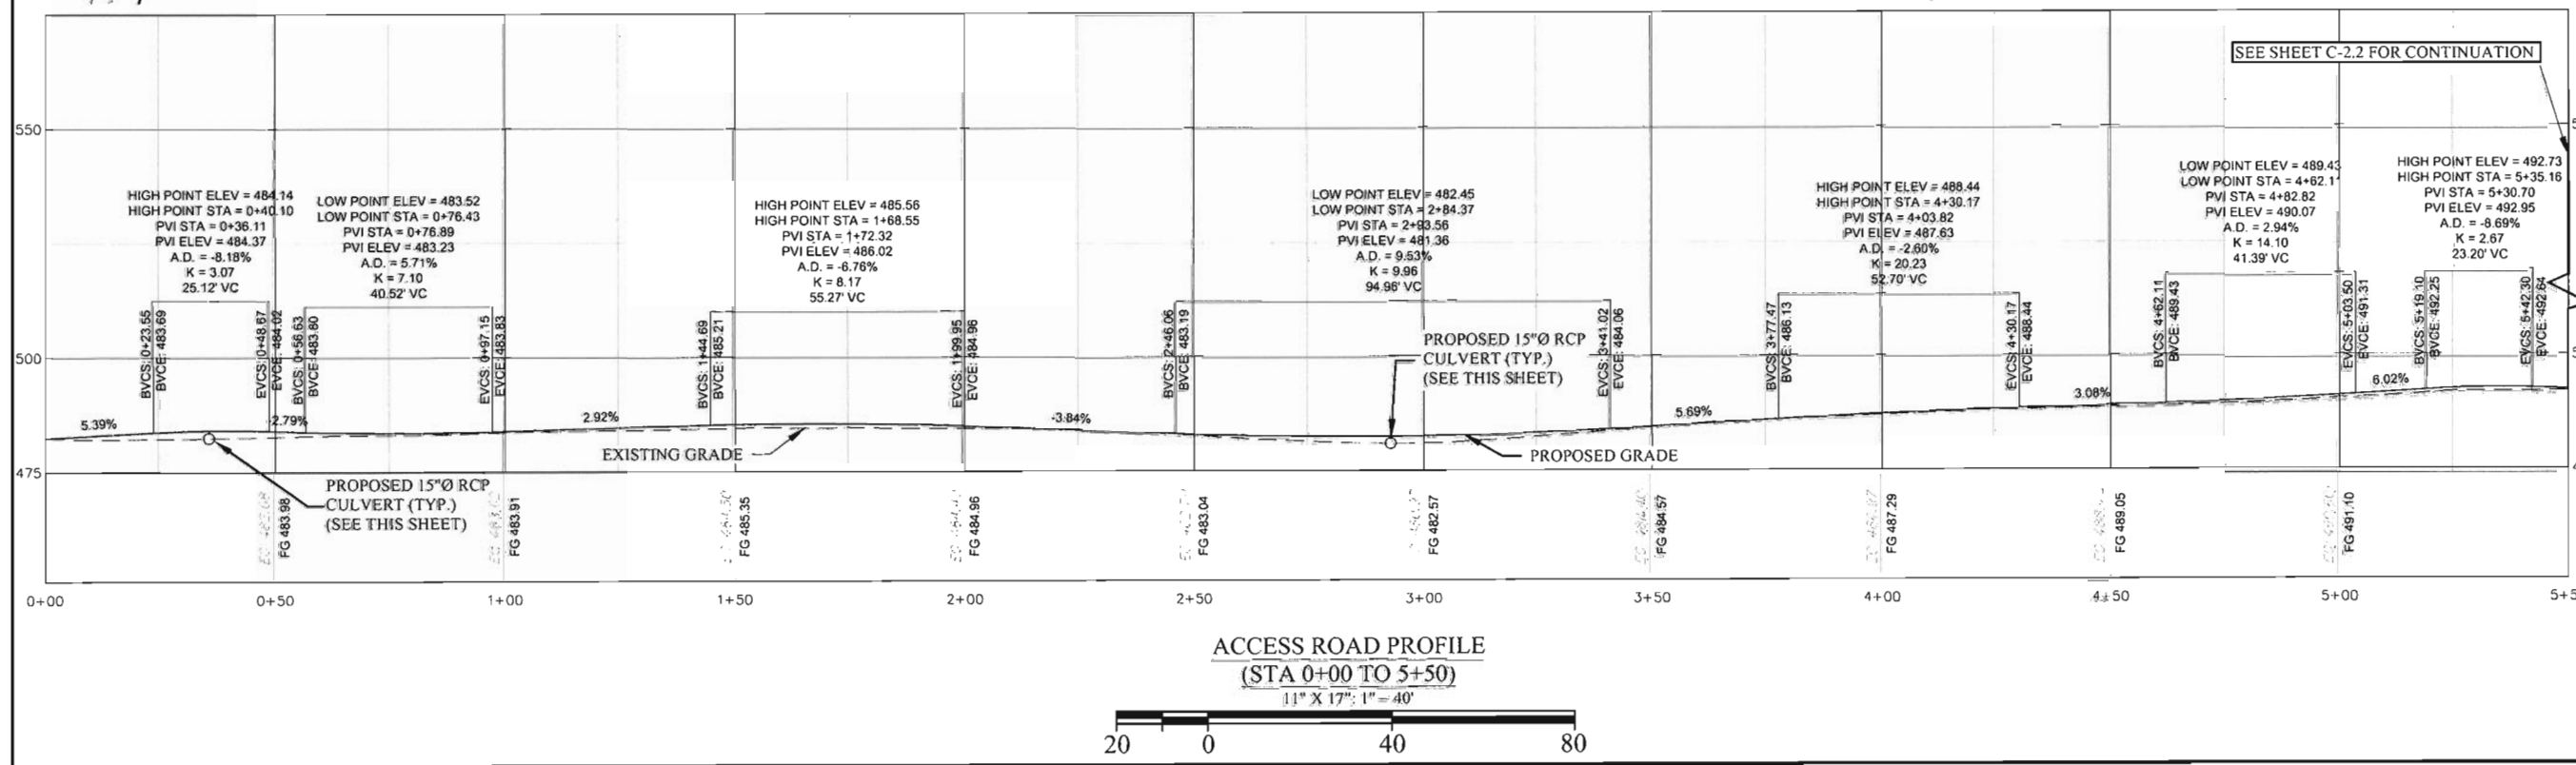 SEE SHEET C-2.2 FOR CONTINUATION
550
500
475
HIGH POINT ELEV = 484.14
HIGH POINT STA = 0+40.10
PVI STA = 0+36.11
PVI ELEV = 484.37
A.D. = -8.18%
K = 3.07
25.12' VC
LOW POINT ELEV = 483.52
LOW POINT STA = 0+76.43
PVI STA = 0+76.89
PVI ELEV = 483.23
A.D. = 5.71%
K = 7.10
40.52' VC
HIGH POINT ELEV = 485.56
HIGH POINT STA = 1+68.55
PVI STA = 1+72.32
PVI ELEV = 486.02
A.D. = -6.76%
K = 8.17
55.27' VC
LOW POINT ELEV = 482.45
LOW POINT STA = 2+84.37
PVI STA = 2+93.56
PVI ELEV = 481.36
A.D. = 9.53%
K = 9.96
94.96' VC
HIGH POINT ELEV = 488.44
HIGH POINT STA = 4+30.17
PVI STA = 4+03.82
PVI ELEV = 487.63
A.D. = -2.60%
K = 20.23
52.70' VC
LOW POINT ELEV = 489.43
LOW POINT STA = 4+62.11
PVI STA = 4+82.82
PVI ELEV = 490.07
A.D. = 2.94%
K = 14.10
41.39' VC
HIGH POINT ELEV = 492.73
HIGH POINT STA = 5+35.16
PVI STA = 5+30.70
PVI ELEV = 492.95
A.D. = -8.69%
K = 2.67
23.20' VC
BVCS: 0+23.55
BVCE: 483.69
EVCS: 0+48.67
EVCE: 484.02
BVCS: 0+56.63
BVCE: 483.80
EVCS: 0+97.15
EVCE: 483.83
BVCS: 1+44.69
BVCE: 485.21
EVCS: 1+99.95
EVCE: 484.96
BVCS: 2+46.06
BVCE: 483.19
EVCS: 3+41.02
EVCE: 484.06
BVCS: 3+77.47
BVCE: 486.13
EVCS: 4+30.17
EVCE: 488.44
BVCS: 4+62.11
BVCE: 489.43
EVCS: 5+03.50
EVCE: 491.31
BVCS: 5+19.10
BVCE: 492.25
EVCS: 5+42.30
EVCE: 492.64
5.39%
-2.79%
2.92%
-3.84%
5.69%
3.08%
6.02%
PROPOSED 15"Ø RCP
CULVERT (TYP.)
(SEE THIS SHEET)
EXISTING GRADE
PROPOSED GRADE
PROPOSED 15"Ø RCP
CULVERT (TYP.)
(SEE THIS SHEET)
FG 483.98
FG 483.91
FG 485.35
FG 484.96
FG 483.04
FG 482.57
FG 484.57
FG 487.29
FG 489.05
FG 491.10
0+00
0+50
1+00
1+50
2+00
2+50
3+00
3+50
4+00
4+50
5+00
ACCESS ROAD PROFILE
(STA 0+00 TO 5+50)
11" X 17"; 1" = 40'
20
0
40
80